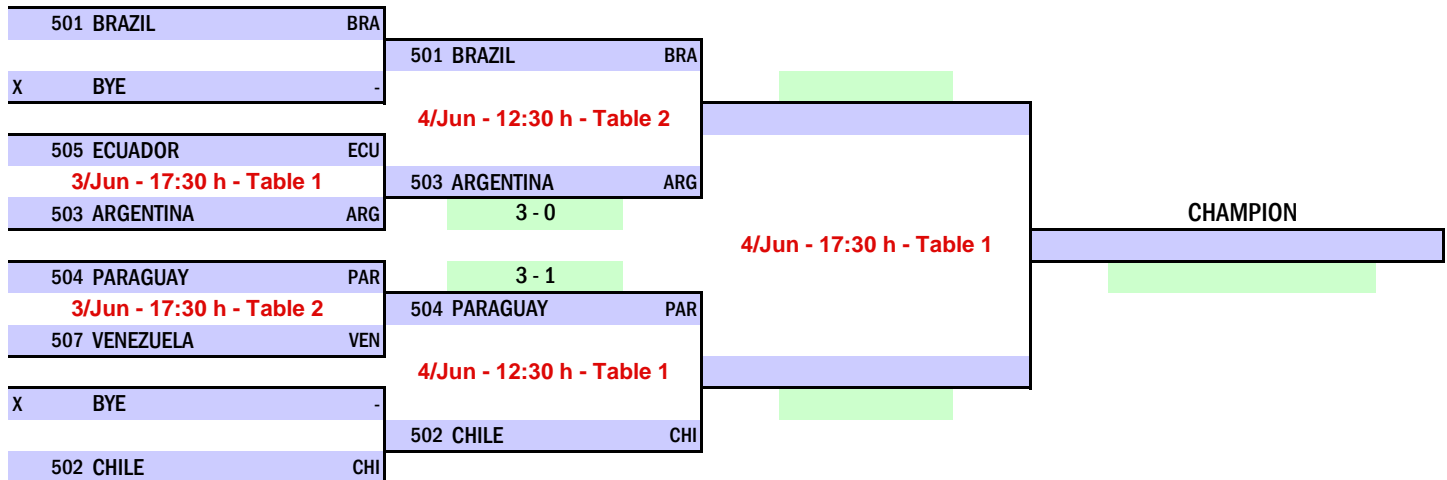 501 BRAZIL BRA
X BYE -
505 ECUADOR ECU
3/Jun - 17:30 h - Table 1
503 ARGENTINA ARG
504 PARAGUAY PAR
3/Jun - 17:30 h - Table 2
507 VENEZUELA VEN
X BYE -
502 CHILE CHI
501 BRAZIL BRA
4/Jun - 12:30 h - Table 2
503 ARGENTINA ARG
3 - 0
3 - 1
504 PARAGUAY PAR
4/Jun - 12:30 h - Table 1
502 CHILE CHI
4/Jun - 17:30 h - Table 1
CHAMPION